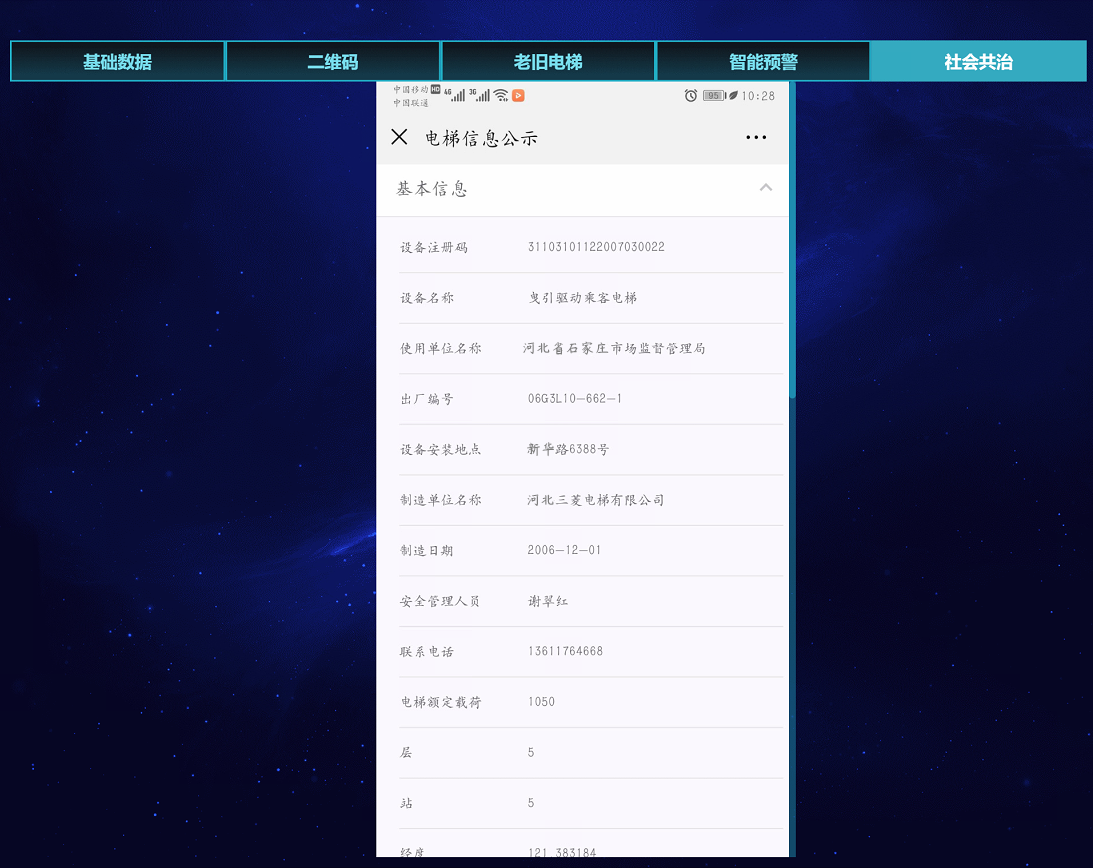 基础数据 二维码 老旧电梯 智能预警 社会共治
中国移动 HD 4G 3G 95 10:28
中国联通
电梯信息公示
基本信息
设备注册码 31103101122007030022
设备名称 曳引驱动乘客电梯
使用单位名称 河北省石家庄市场监督管理局
出厂编号 06G3L10-662-1
设备安装地点 新华路6388号
制造单位名称 河北三菱电梯有限公司
制造日期 2006-12-01
安全管理人员 谢翠红
联系电话 13611764668
电梯额定载荷 1050
层 5
站 5
经度 121.383184